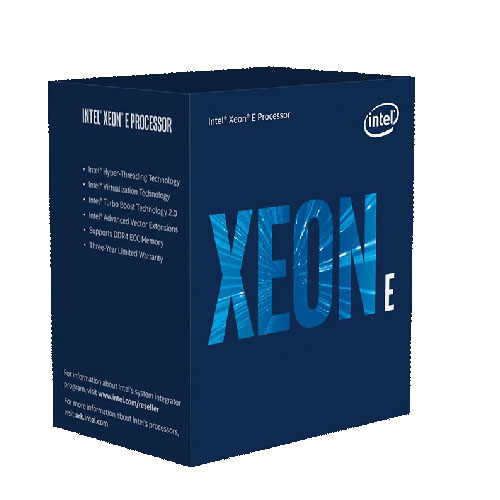 INTEL® XEON® E PROCESSOR
• Intel® Hyper-Threading Technology
• Intel® Virtualization Technology
• Intel® Turbo Boost Technology 2.0
• Intel® Advanced Vector Extensions
• Supports DDR4 ECC Memory
• Three-Year Limited Warranty
For information about Intel's system integrator
program, visit www.intel.com/reseller
For more information about Intel's processors,
visit ark.intel.com
Intel® Xeon® E Processor
intel
XEON
E